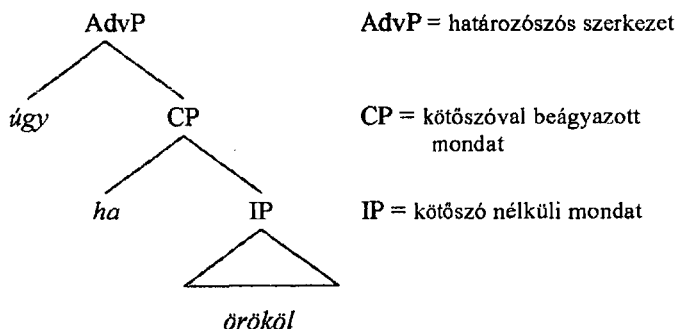 AdvP AdvP = határozószós szerkezet
úgy CP CP = kötőszóval beágyazott
mondat
ha IP IP = kötőszó nélküli mondat
örököl